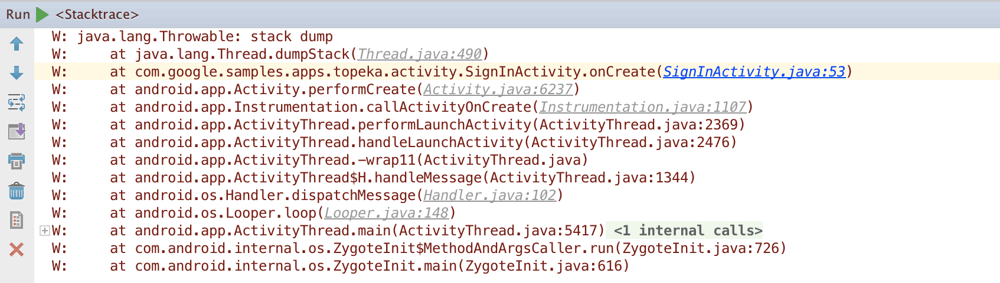 Run <Stacktrace>
W: java.lang.Throwable: stack dump
W:     at java.lang.Thread.dumpStack(Thread.java:490)
W:     at com.google.samples.apps.topeka.activity.SignInActivity.onCreate(SignInActivity.java:53)
W:     at android.app.Activity.performCreate(Activity.java:6237)
W:     at android.app.Instrumentation.callActivityOnCreate(Instrumentation.java:1107)
W:     at android.app.ActivityThread.performLaunchActivity(ActivityThread.java:2369)
W:     at android.app.ActivityThread.handleLaunchActivity(ActivityThread.java:2476)
W:     at android.app.ActivityThread.-wrap11(ActivityThread.java)
W:     at android.app.ActivityThread$H.handleMessage(ActivityThread.java:1344)
W:     at android.os.Handler.dispatchMessage(Handler.java:102)
W:     at android.os.Looper.loop(Looper.java:148)
W:     at android.app.ActivityThread.main(ActivityThread.java:5417) <1 internal calls>
W:     at com.android.internal.os.ZygoteInit$MethodAndArgsCaller.run(ZygoteInit.java:726)
W:     at com.android.internal.os.ZygoteInit.main(ZygoteInit.java:616)